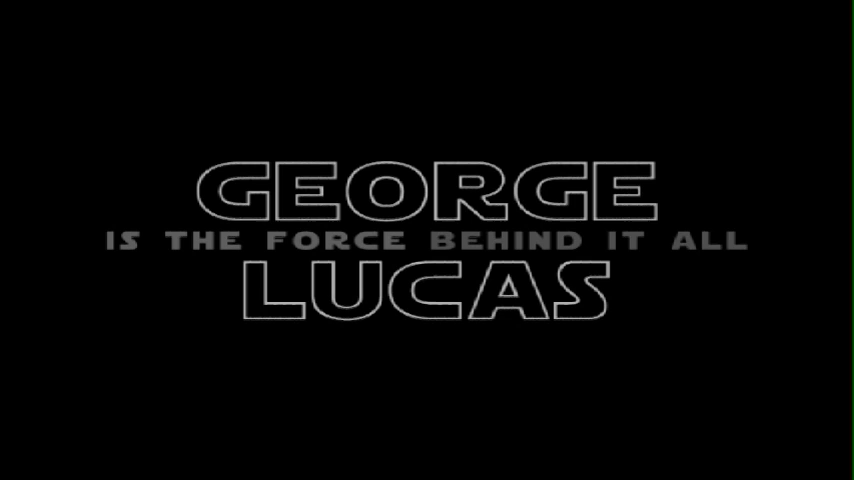 GEORGE
IS THE FORCE BEHIND IT ALL
LUCAS